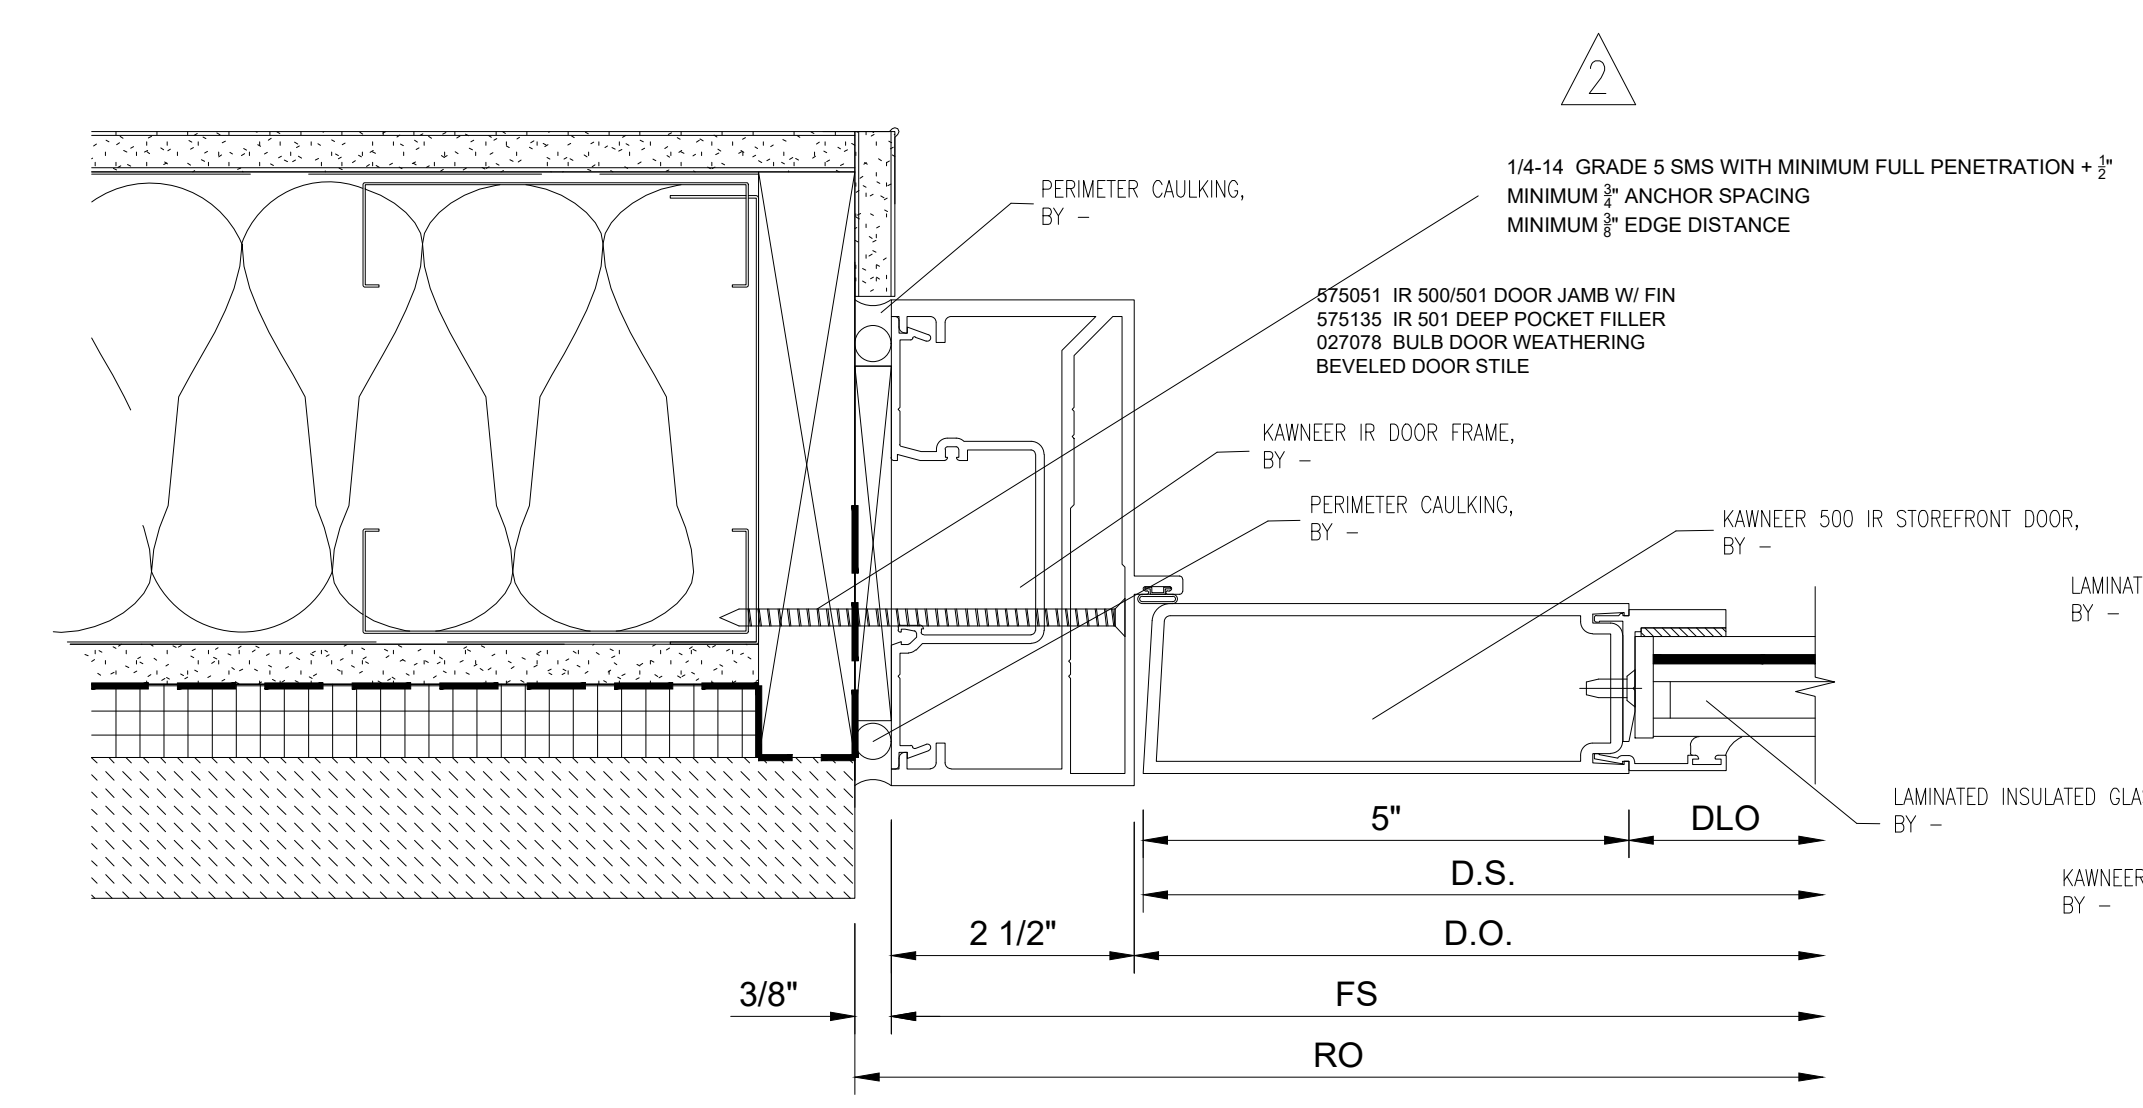 2
1/4-14 GRADE 5 SMS WITH MINIMUM FULL PENETRATION + 1/2"
MINIMUM 3/4" ANCHOR SPACING
MINIMUM 3/8" EDGE DISTANCE
PERIMETER CAULKING,
BY -
575051 IR 500/501 DOOR JAMB W/ FIN
575135 IR 501 DEEP POCKET FILLER
027078 BULB DOOR WEATHERING
BEVELED DOOR STILE
KAWNEER IR DOOR FRAME,
BY -
PERIMETER CAULKING,
BY -
KAWNEER 500 IR STOREFRONT DOOR,
BY -
LAMINAT
BY -
LAMINATED INSULATED GLA
BY -
KAWNEER
BY -
5"
DLO
D.S.
2 1/2"
D.O.
3/8"
FS
RO